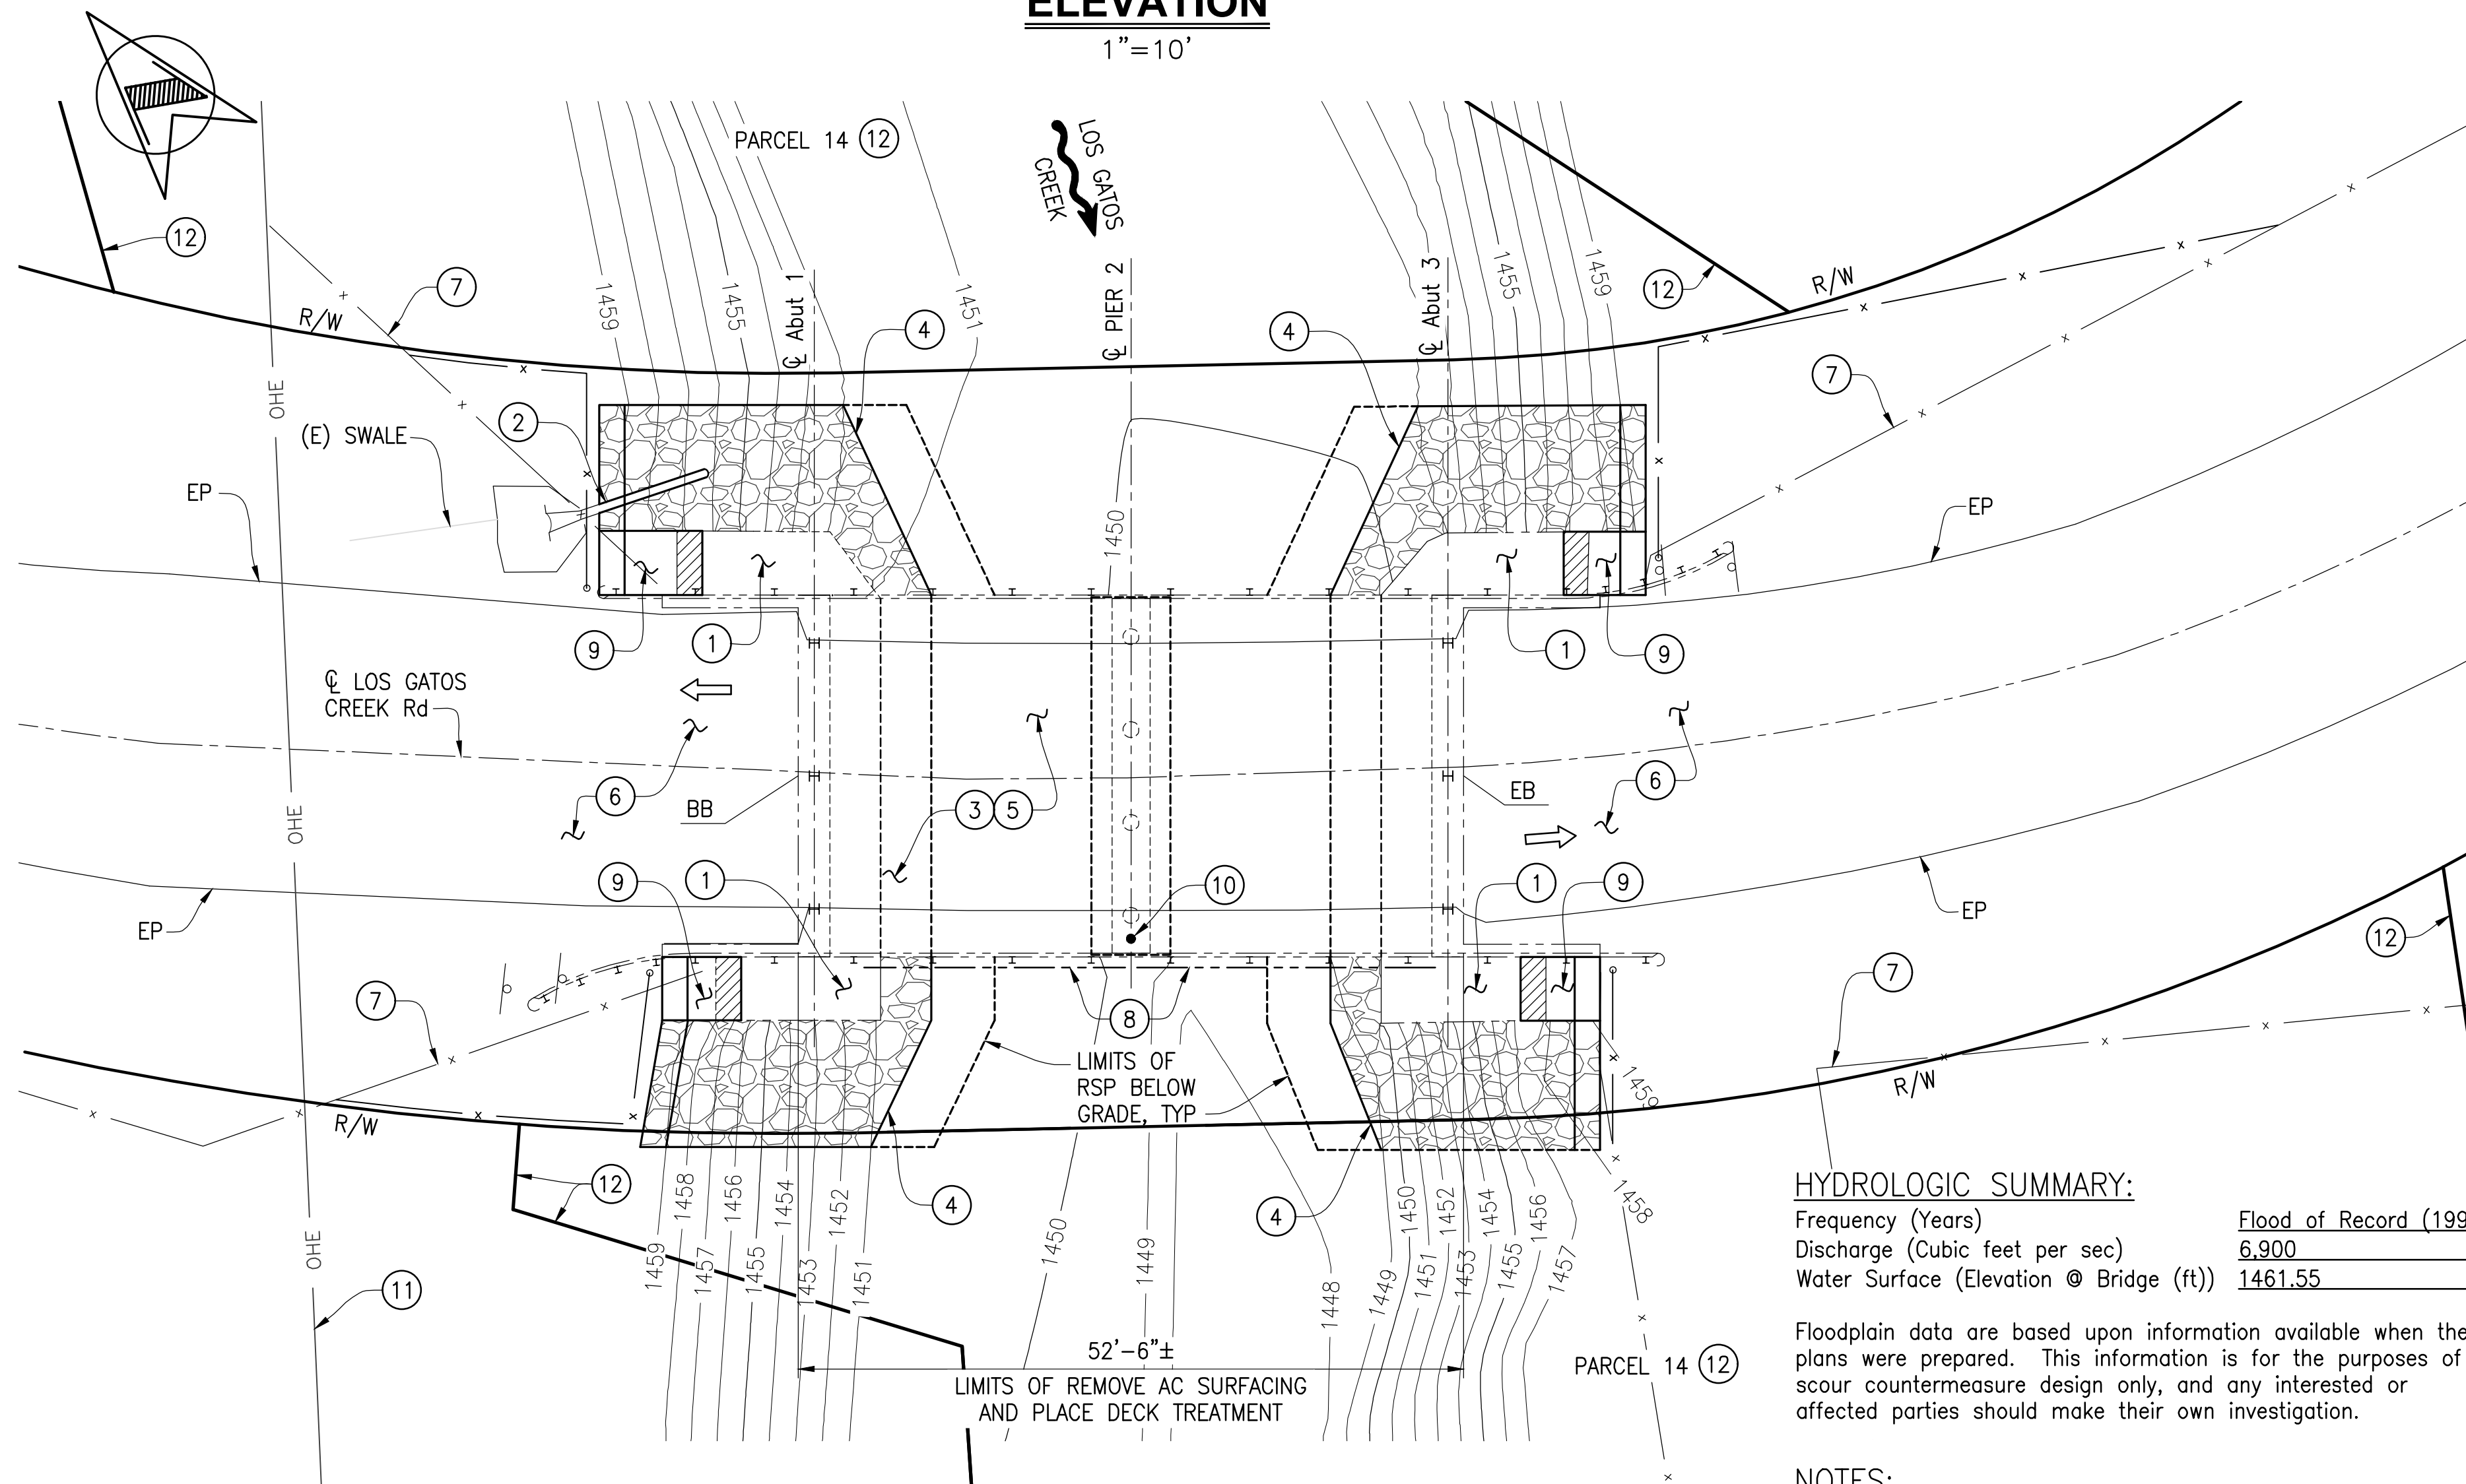 ELEVATION
1"=10'
PARCEL 14 12
LOS GATOS
CREEK
12
7
R/W
1459
1455
℄ Abut 1
4
1451
℄ PIER 2
4
℄ Abut 3
1455
1459
12
R/W
7
OHE
2
(E) SWALE
EP
EP
1450
9
1
1
9
℄ LOS GATOS
CREEK Rd
6
BB
3 5
EB
6
OHE
9
1
10
1
9
EP
EP
12
7
8
7
LIMITS OF
RSP BELOW
GRADE, TYP
R/W
R/W
1459
12
4
4
1458
1459
1458
1457
1456
1455
1454
1453
1452
1451
1450
1449
1448
1449
1450
1451
1452
1453
1454
1455
1456
1457
OHE
11
52'-6"±
LIMITS OF REMOVE AC SURFACING
AND PLACE DECK TREATMENT
PARCEL 14 12
HYDROLOGIC SUMMARY:
Frequency (Years) Flood of Record (199
Discharge (Cubic feet per sec) 6,900
Water Surface (Elevation @ Bridge (ft)) 1461.55
Floodplain data are based upon information available when the
plans were prepared. This information is for the purposes of
scour countermeasure design only, and any interested or
affected parties should make their own investigation.
NOTES: